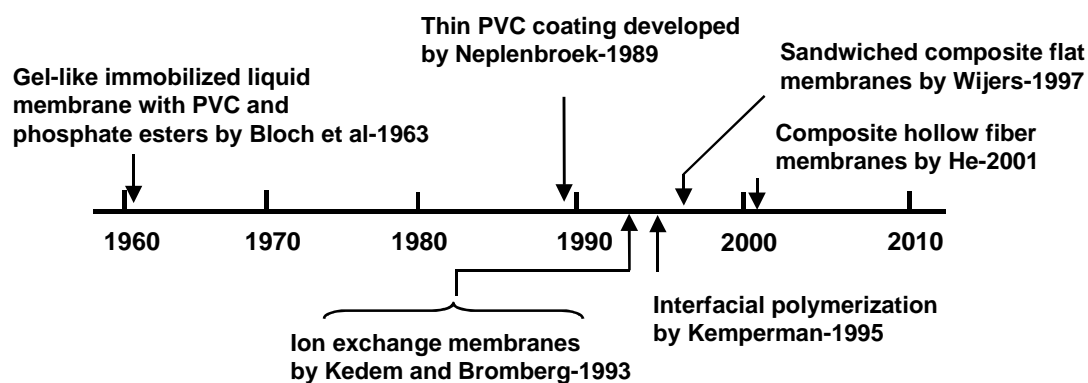 Thin PVC coating developed
by Neplenbroek-1989
Sandwiched composite flat
membranes by Wijers-1997
Gel-like immobilized liquid
membrane with PVC and
phosphate esters by Bloch et al-1963
Composite hollow fiber
membranes by He-2001
1960 1970 1980 1990 2000 2010
Ion exchange membranes
by Kedem and Bromberg-1993
Interfacial polymerization
by Kemperman-1995